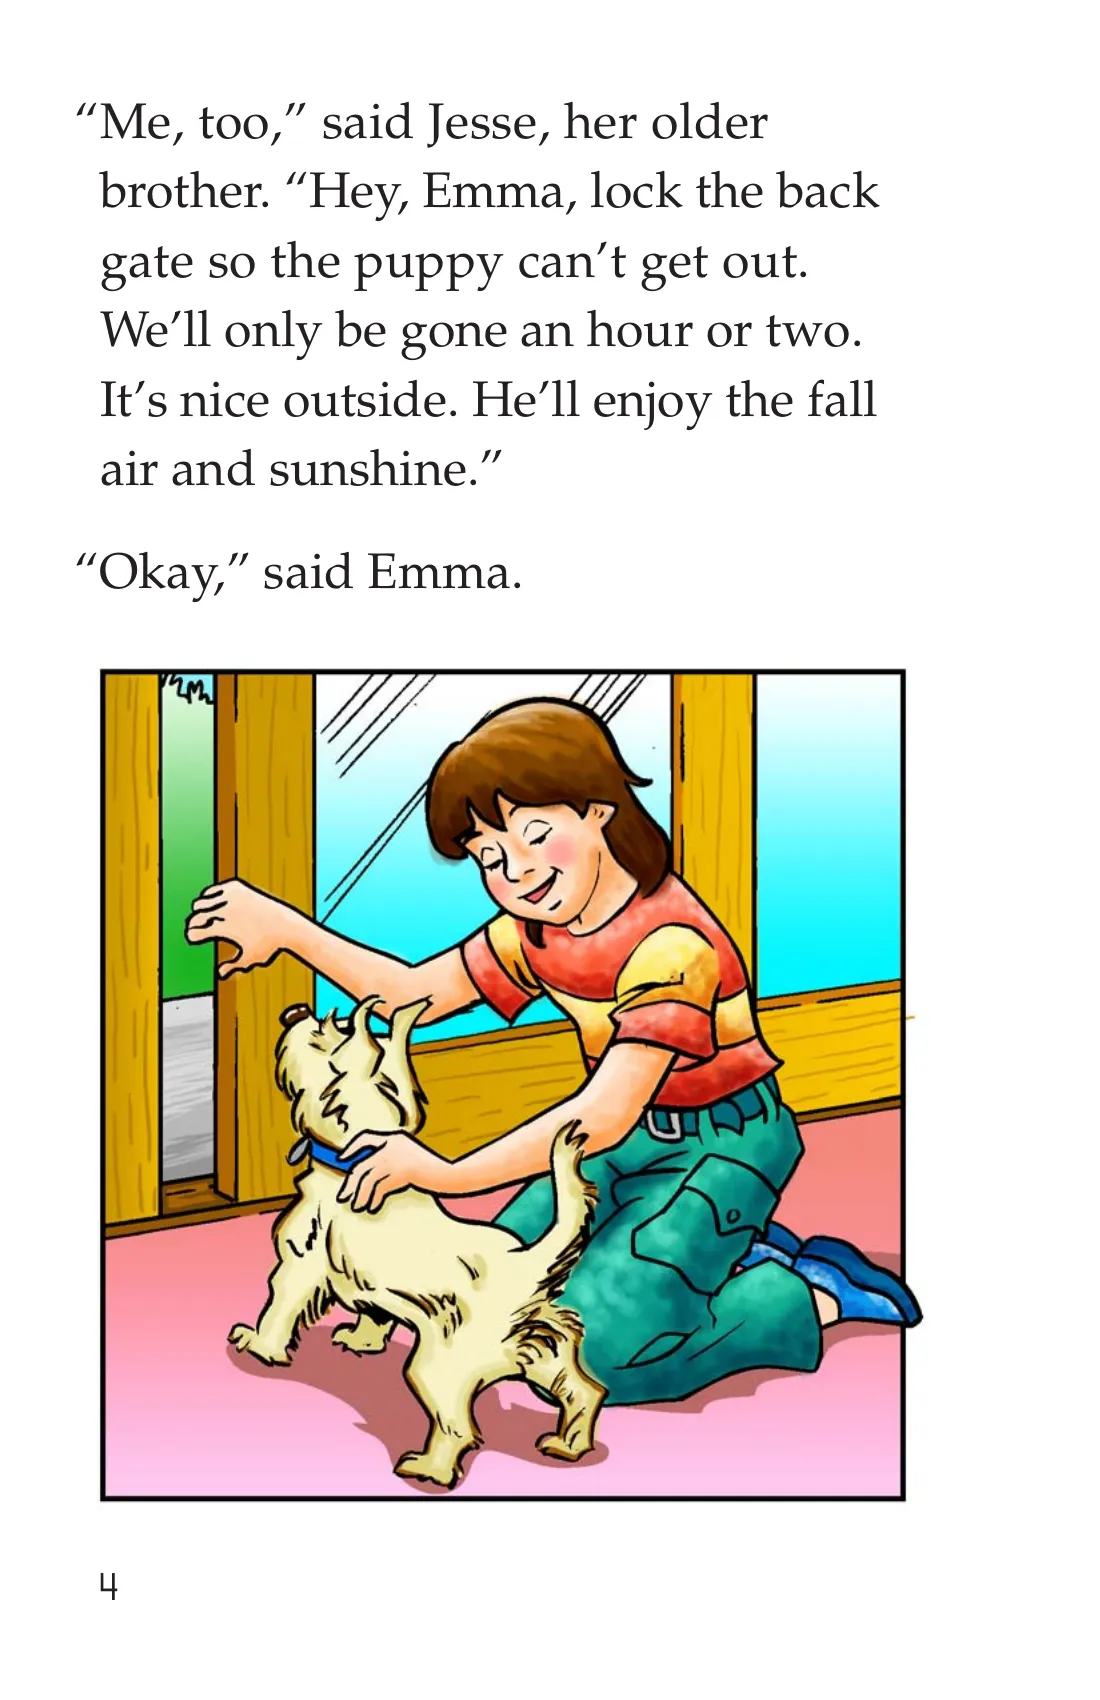 “Me, too,” said Jesse, her older
brother. “Hey, Emma, lock the back
gate so the puppy can’t get out.
We’ll only be gone an hour or two.
It’s nice outside. He’ll enjoy the fall
air and sunshine.”
“Okay,” said Emma.
4